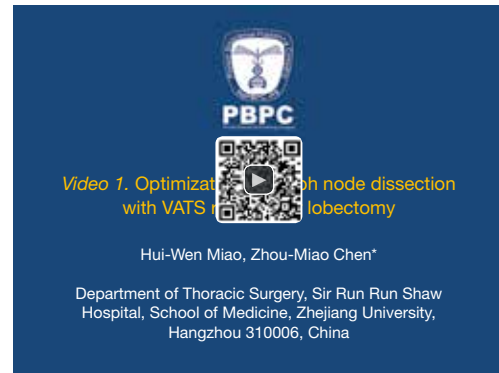 PBPC
Video 1. Optimizat ph node dissection
with VATS lobectomy
Hui-Wen Miao, Zhou-Miao Chen*
Department of Thoracic Surgery, Sir Run Run Shaw
Hospital, School of Medicine, Zhejiang University,
Hangzhou 310006, China